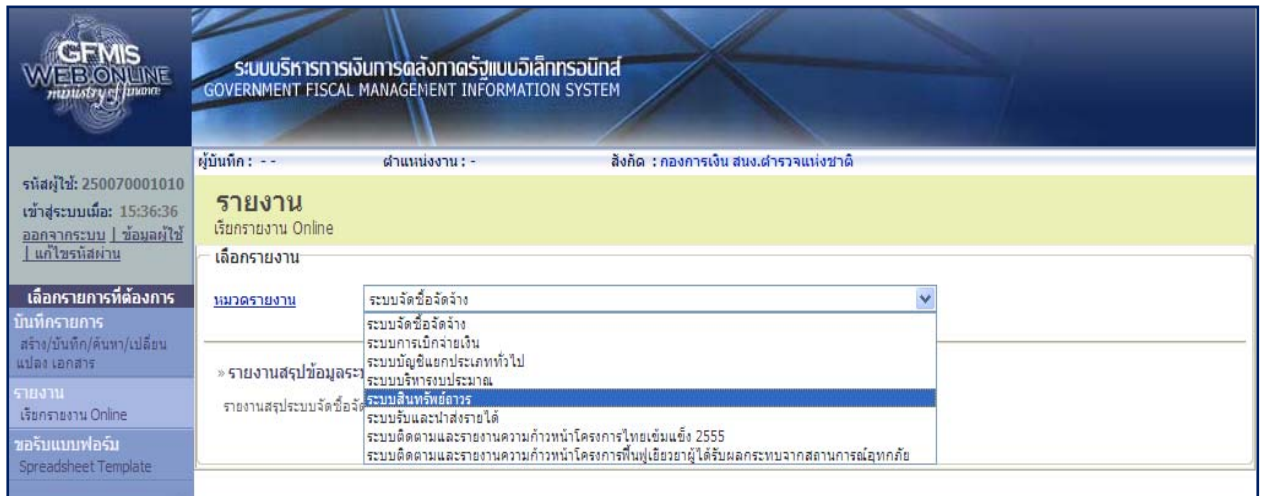 GFMIS
WEB ONLINE
ministry of finance
ระบบบริหารการเงินการคลังภาครัฐแบบอิเล็กทรอนิกส์
GOVERNMENT FISCAL MANAGEMENT INFORMATION SYSTEM
ผู้บันทึก : - - ตำแหน่งงาน : - สังกัด : กองการเงิน สนง.ตำรวจแห่งชาติ
รหัสผู้ใช้: 250070001010
เข้าสู่ระบบเมื่อ: 15:36:36
ออกจากระบบ | ข้อมูลผู้ใช้
| แก้ไขรหัสผ่าน
เลือกรายการที่ต้องการ
บันทึกรายการ
สร้าง/บันทึก/ค้นหา/เปลี่ยน
แปลง เอกสาร
รายงาน
เรียกรายงาน Online
ขอรับแบบฟอร์ม
Spreadsheet Template
รายงาน
เรียกรายงาน Online
เลือกรายงาน
หมวดรายงาน ระบบจัดซื้อจัดจ้าง
ระบบจัดซื้อจัดจ้าง
ระบบการเบิกจ่ายเงิน
ระบบบัญชีแยกประเภททั่วไป
ระบบบริหารงบประมาณ
ระบบสินทรัพย์ถาวร
ระบบรับและนำส่งรายได้
ระบบติดตามและรายงานความก้าวหน้าโครงการไทยเข้มแข็ง 2555
ระบบติดตามและรายงานความก้าวหน้าโครงการฟื้นฟูเยียวยาผู้ได้รับผลกระทบจากสถานการณ์อุทกภัย
» รายงานสรุปข้อมูลระ
รายงานสรุประบบจัดซื้อจัด